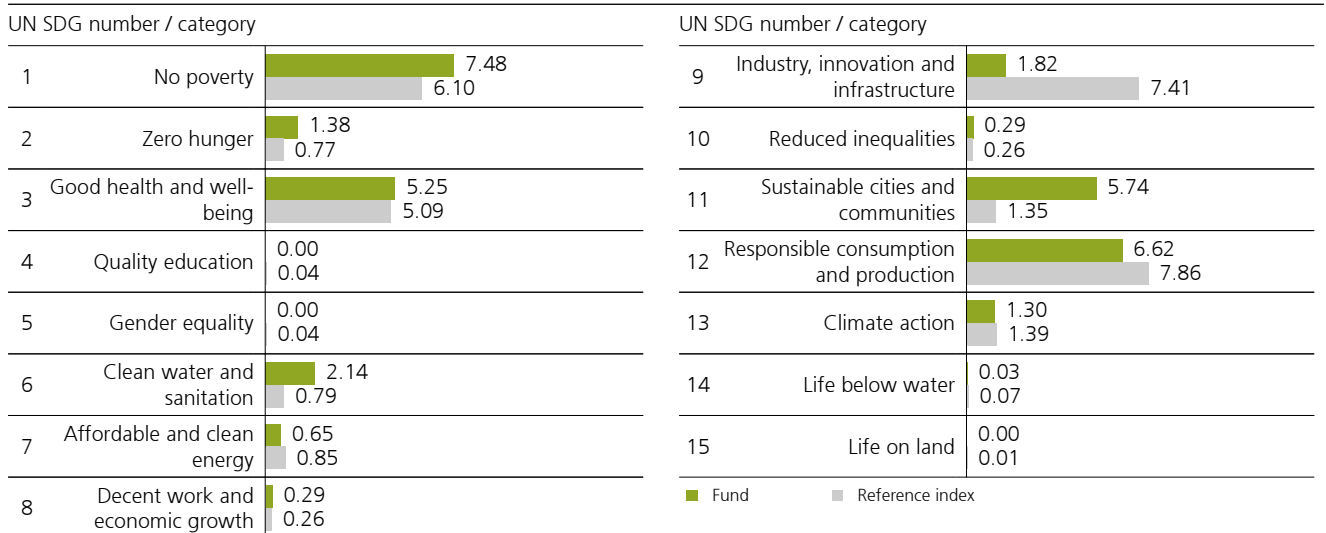 UN SDG number / category
1 No poverty 7.48
6.10
2 Zero hunger 1.38
0.77
3 Good health and well-
being 5.25
5.09
4 Quality education 0.00
0.04
5 Gender equality 0.00
0.04
6 Clean water and
sanitation 2.14
0.79
7 Affordable and clean
energy 0.65
0.85
8 Decent work and
economic growth 0.29
0.26
UN SDG number / category
9 Industry, innovation and
infrastructure 1.82
7.41
10 Reduced inequalities 0.29
0.26
11 Sustainable cities and
communities 5.74
1.35
12 Responsible consumption
and production 6.62
7.86
13 Climate action 1.30
1.39
14 Life below water 0.03
0.07
15 Life on land 0.00
0.01
Fund Reference index